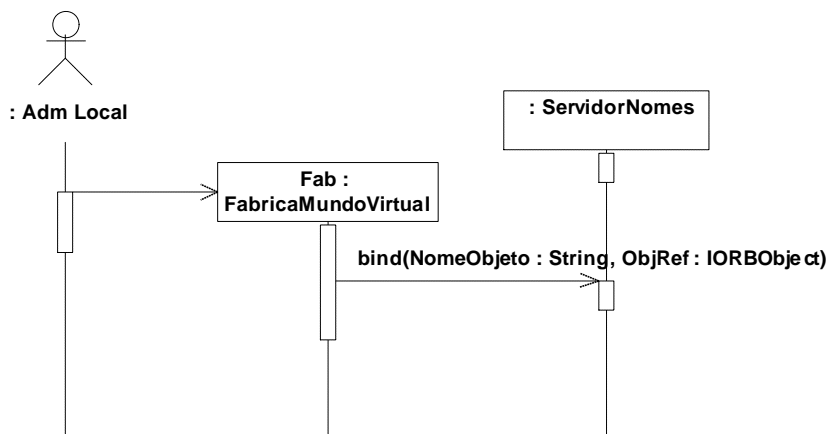 : Adm Local
: ServidorNomes
Fab :
FabricaMundoVirtual
bind(NomeObjeto : String, ObjRef : IORBObject)